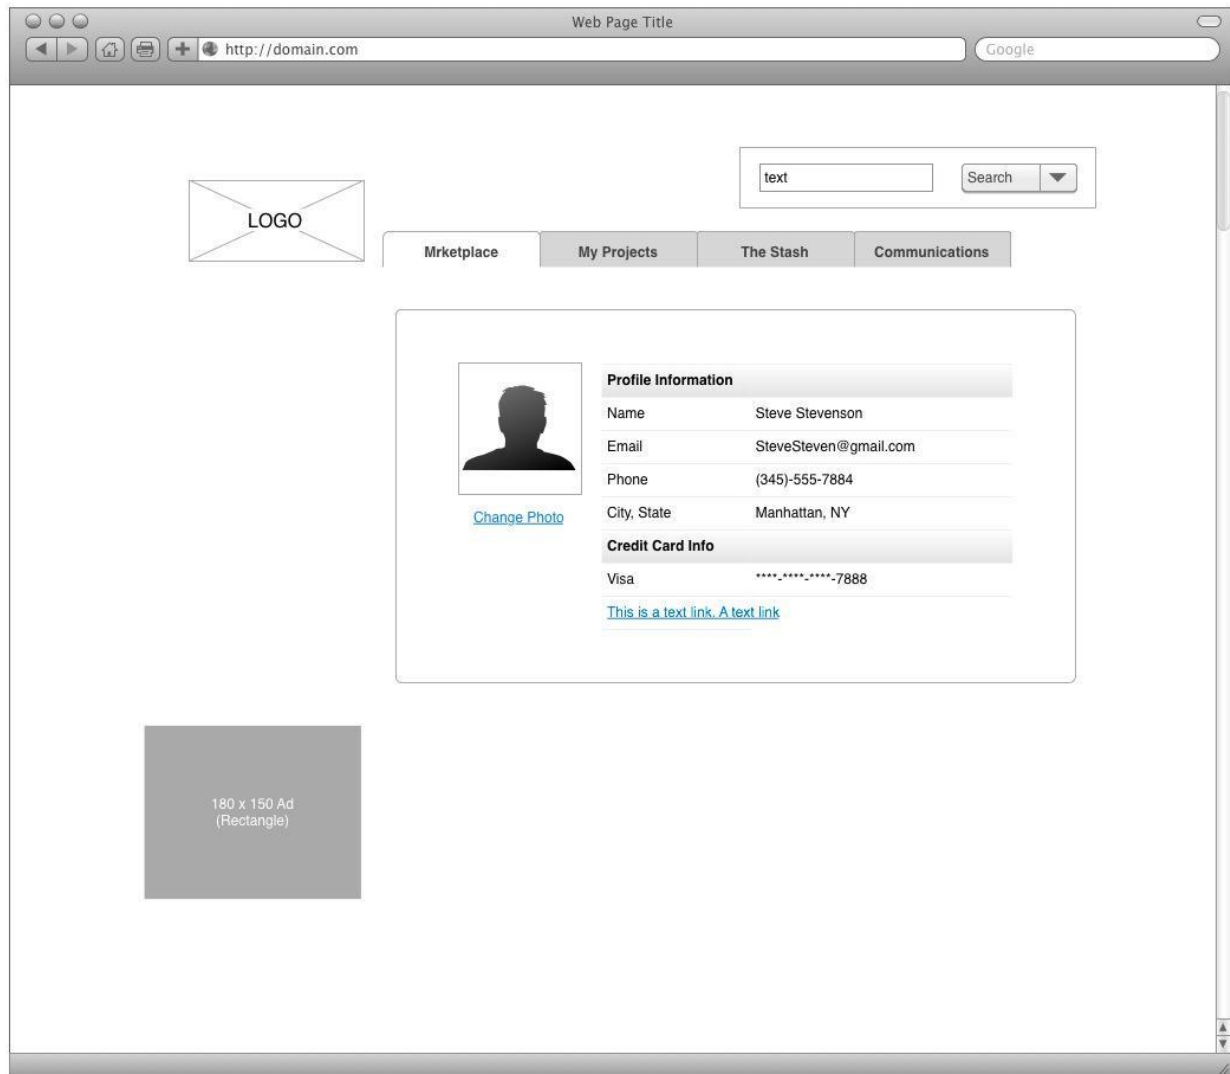 Web Page Title
http://domain.com
Google
text
Search
LOGO
Mrketplace
My Projects
The Stash
Communications
Profile Information
Name Steve Stevenson
Email SteveSteven@gmail.com
Phone (345)-555-7884
Change Photo
City, State Manhattan, NY
Credit Card Info
Visa ****-****-****-7888
This is a text link. A text link
180 x 150 Ad
(Rectangle)